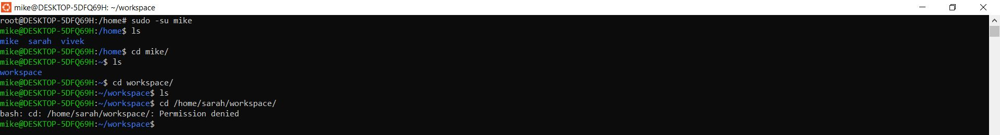 mike@DESKTOP-5DFQ69H: ~/workspace
root@DESKTOP-5DFQ69H:/home# sudo -su mike
mike@DESKTOP-5DFQ69H:/home$ ls
mike  sarah  vivek
mike@DESKTOP-5DFQ69H:/home$ cd mike/
mike@DESKTOP-5DFQ69H:~$ ls
workspace
mike@DESKTOP-5DFQ69H:~$ cd workspace/
mike@DESKTOP-5DFQ69H:~/workspace$ ls
mike@DESKTOP-5DFQ69H:~/workspace$ cd /home/sarah/workspace/
bash: cd: /home/sarah/workspace/: Permission denied
mike@DESKTOP-5DFQ69H:~/workspace$